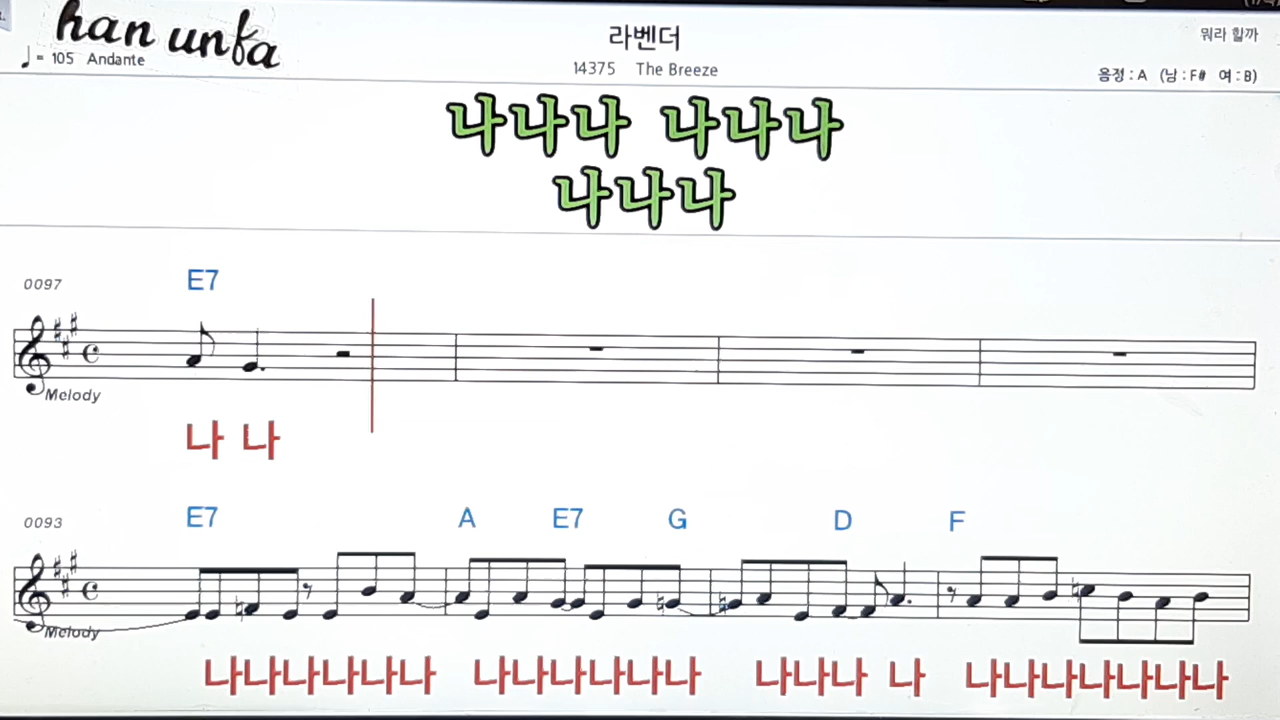 han unfa
♩= 105 Andante
라벤더
14375 The Breeze
뭐라 할까
음정 : A (남 : F# 여 : B)
나나나 나나나
나나나
0097
E7
Melody
나 나
0093
E7 A E7 G D F
Melody
나나나나나나 나나나나나나 나나나 나 나나나나나나나